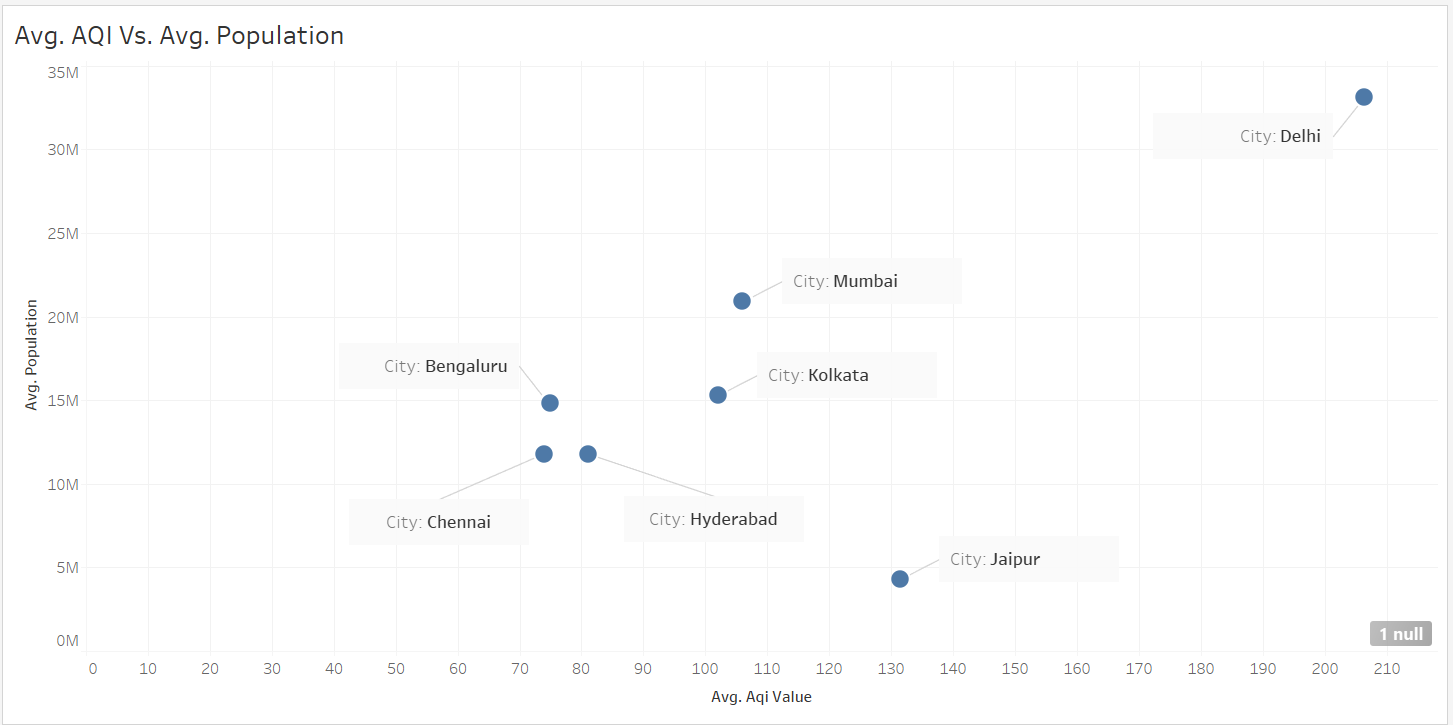 Avg. AQI Vs. Avg. Population
35M
30M
25M
20M
15M
10M
5M
0M
Avg. Population
City: Delhi
City: Mumbai
City: Bengaluru
City: Kolkata
City: Chennai
City: Hyderabad
City: Jaipur
1 null
0 10 20 30 40 50 60 70 80 90 100 110 120 130 140 150 160 170 180 190 200 210
Avg. Aqi Value